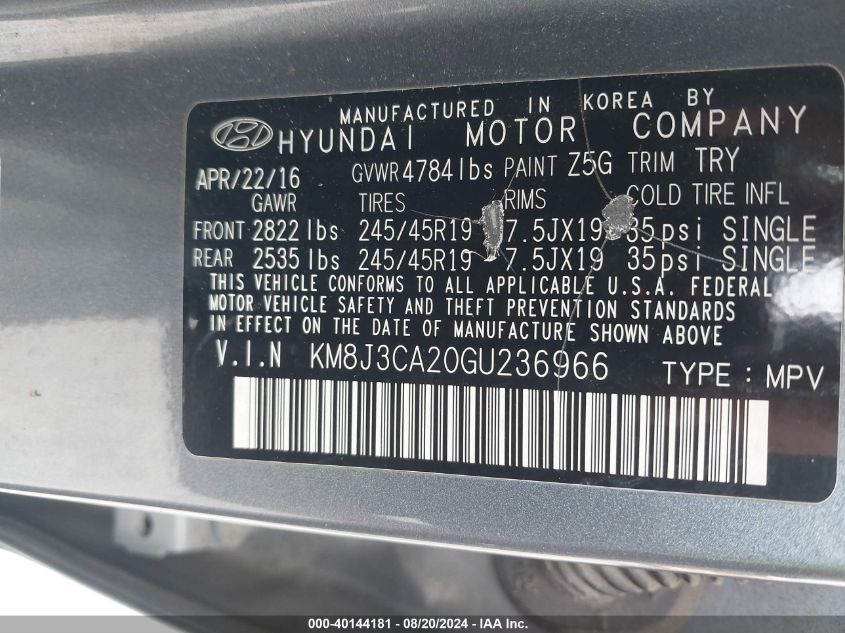 MANUFACTURED IN KOREA BY
HYUNDAI MOTOR COMPANY
APR/22/16 GVWR 4784 lbs PAINT Z5G TRIM TRY
GAWR TIRES RIMS COLD TIRE INFL
FRONT 2822 lbs 245/45R19 7.5JX19 35psi SINGLE
REAR 2535 lbs 245/45R19 7.5JX19 35psi SINGLE
THIS VEHICLE CONFORMS TO ALL APPLICABLE U.S.A. FEDERAL
MOTOR VEHICLE SAFETY AND THEFT PREVENTION STANDARDS
IN EFFECT ON THE DATE OF MANUFACTURE SHOWN ABOVE
V.I.N KM8J3CA20GU236966 TYPE : MPV
000-40144181 - 08/20/2024 - IAA Inc.